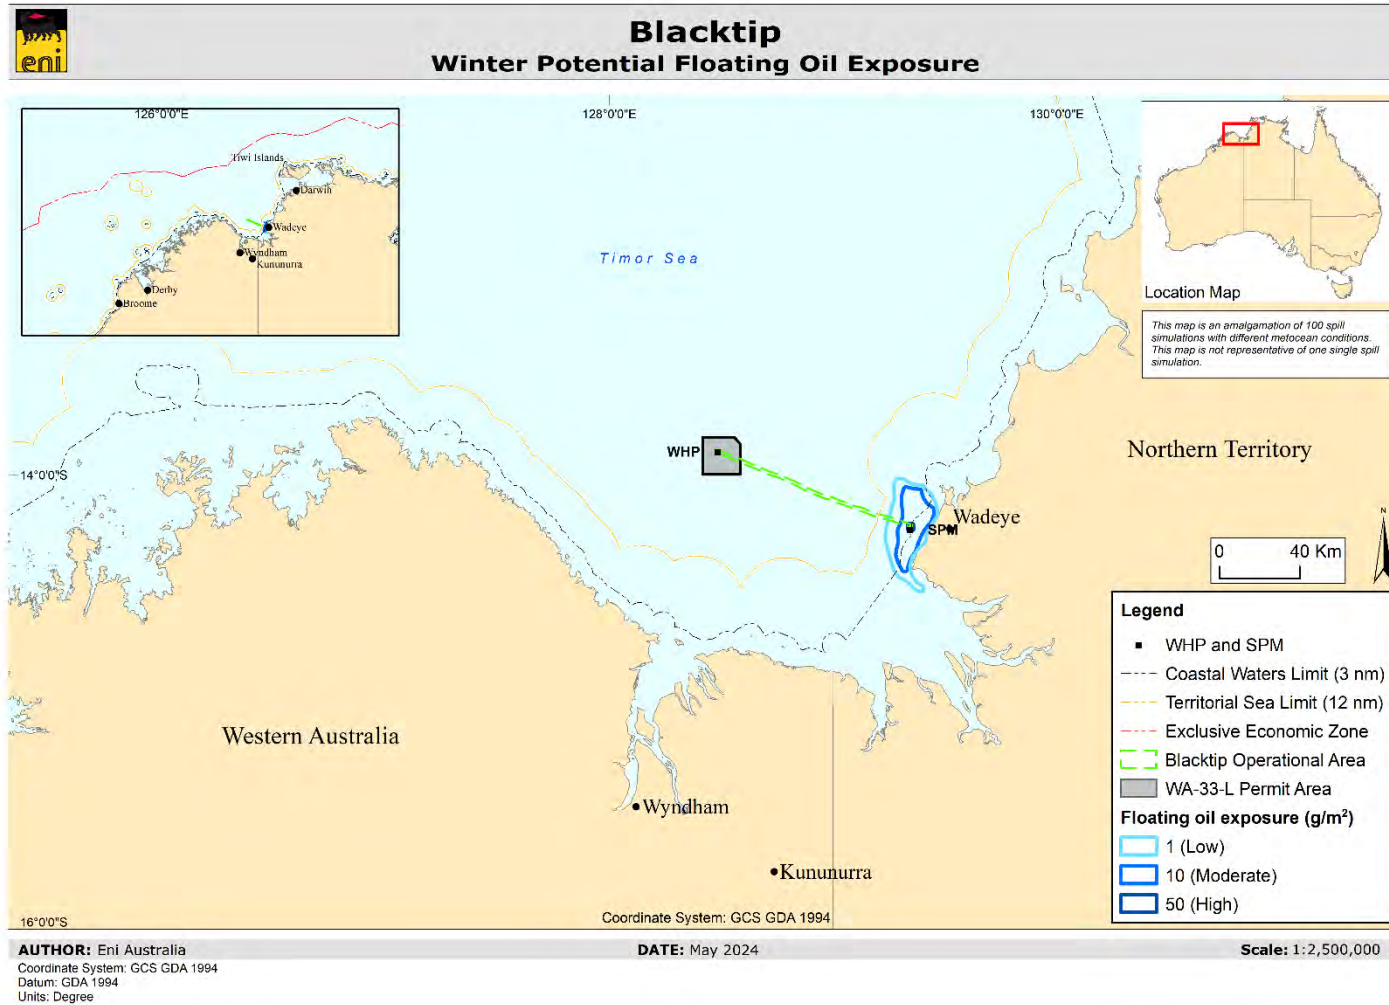 eni
Blacktip
Winter Potential Floating Oil Exposure
126°0'0"E
128°0'0"E
130°0'0"E
Tiwi Islands
Darwin
Wadeye
Wyndham
Kununurra
Derby
Broome
Timor Sea
Location Map
This map is an amalgamation of 100 spill
simulations with different metocean conditions.
This map is not representative of one single spill
simulation.
WHP
14°0'0"S
Northern Territory
Wadeye
SPM
N
0 40 Km
Western Australia
Wyndham
Kununurra
16°0'0"S
Coordinate System: GCS GDA 1994
Legend
WHP and SPM
Coastal Waters Limit (3 nm)
Territorial Sea Limit (12 nm)
Exclusive Economic Zone
Blacktip Operational Area
WA-33-L Permit Area
Floating oil exposure (g/m²)
1 (Low)
10 (Moderate)
50 (High)
AUTHOR: Eni Australia
DATE: May 2024
Scale: 1:2,500,000
Coordinate System: GCS GDA 1994
Datum: GDA 1994
Units: Degree